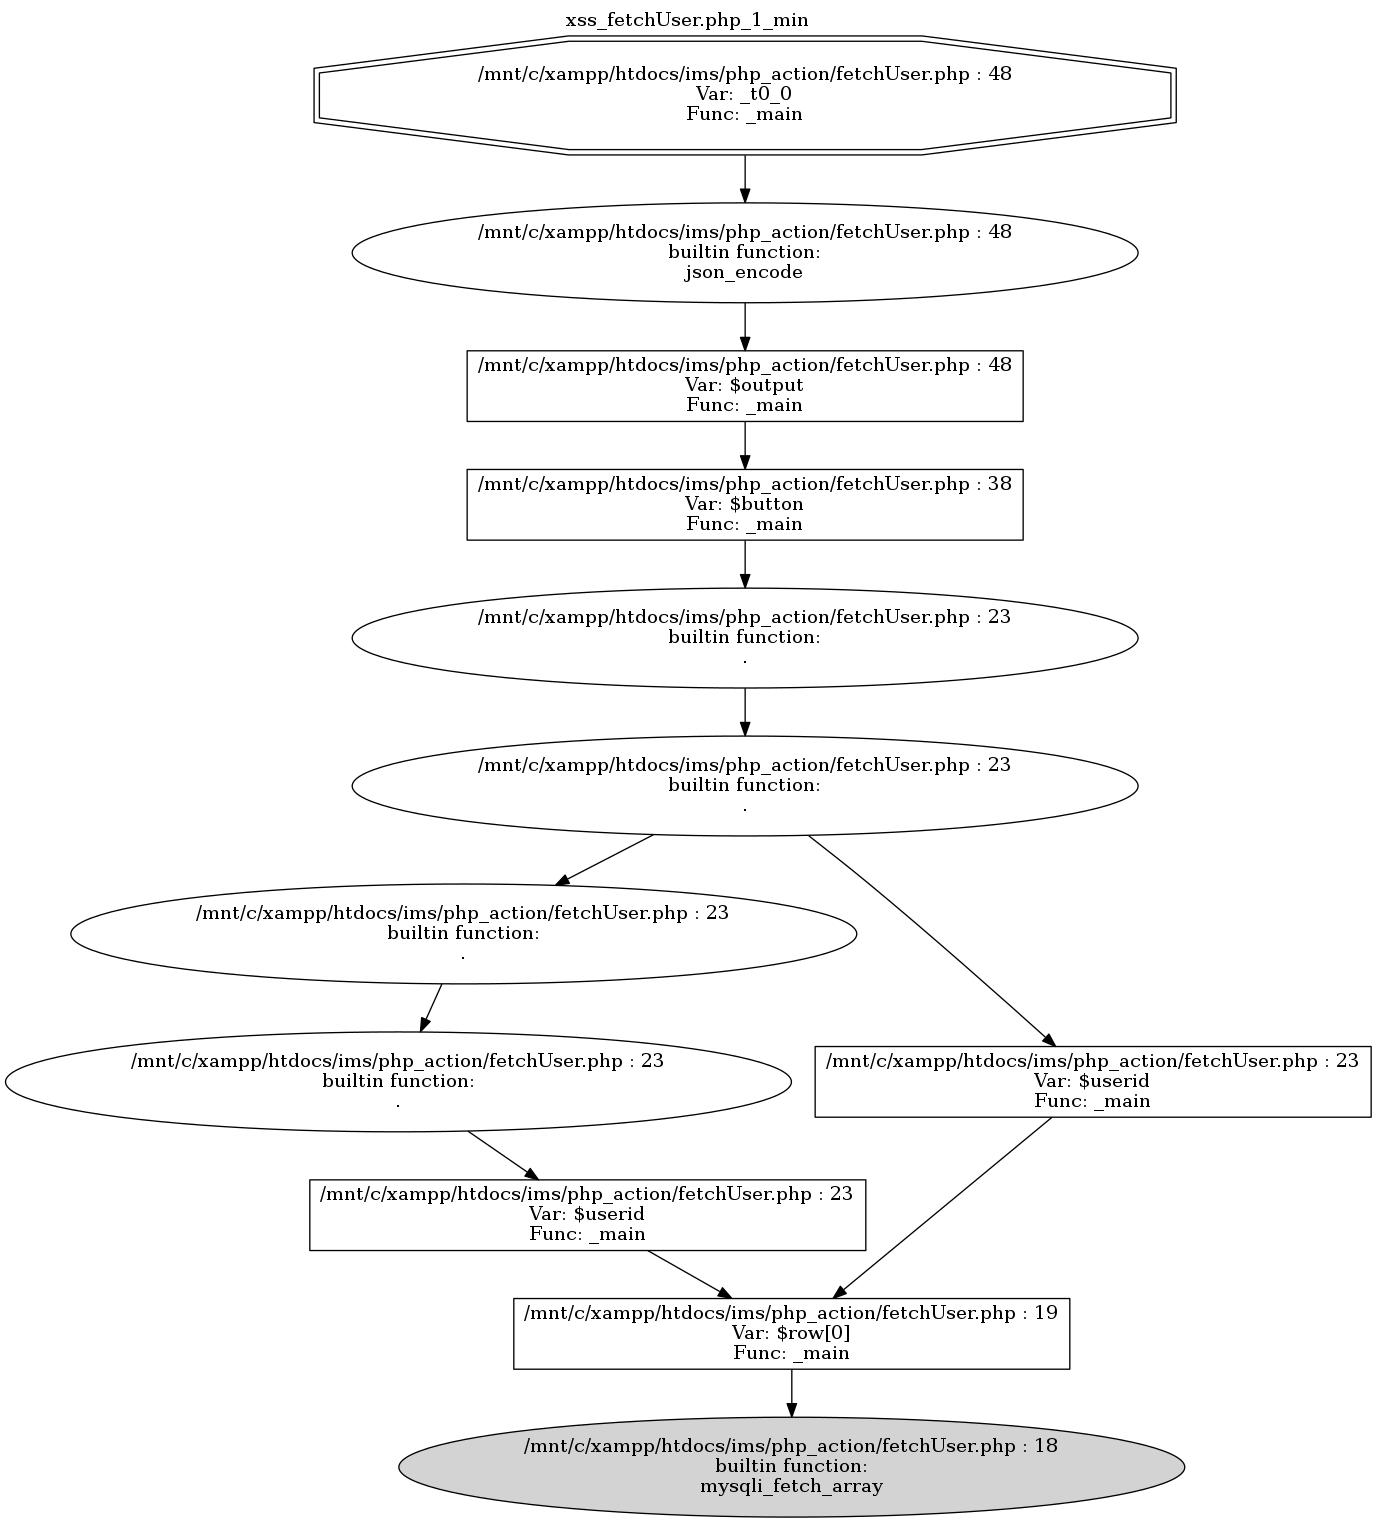 xss_fetchUser.php_1_min
/mnt/c/xampp/htdocs/ims/php_action/fetchUser.php : 48
Var: _t0_0
Func: _main
/mnt/c/xampp/htdocs/ims/php_action/fetchUser.php : 48
builtin function:
json_encode
/mnt/c/xampp/htdocs/ims/php_action/fetchUser.php : 48
Var: $output
Func: _main
/mnt/c/xampp/htdocs/ims/php_action/fetchUser.php : 38
Var: $button
Func: _main
/mnt/c/xampp/htdocs/ims/php_action/fetchUser.php : 23
builtin function:
.
/mnt/c/xampp/htdocs/ims/php_action/fetchUser.php : 23
builtin function:
.
/mnt/c/xampp/htdocs/ims/php_action/fetchUser.php : 23
builtin function:
.
/mnt/c/xampp/htdocs/ims/php_action/fetchUser.php : 23
builtin function:
.
/mnt/c/xampp/htdocs/ims/php_action/fetchUser.php : 23
Var: $userid
Func: _main
/mnt/c/xampp/htdocs/ims/php_action/fetchUser.php : 23
Var: $userid
Func: _main
/mnt/c/xampp/htdocs/ims/php_action/fetchUser.php : 19
Var: $row[0]
Func: _main
/mnt/c/xampp/htdocs/ims/php_action/fetchUser.php : 18
builtin function:
mysqli_fetch_array